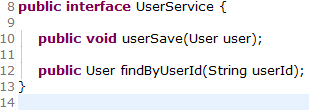 8 public interface UserService {
9
10 public void userSave(User user);
11
12 public User findByUserId(String userId);
13 }
14